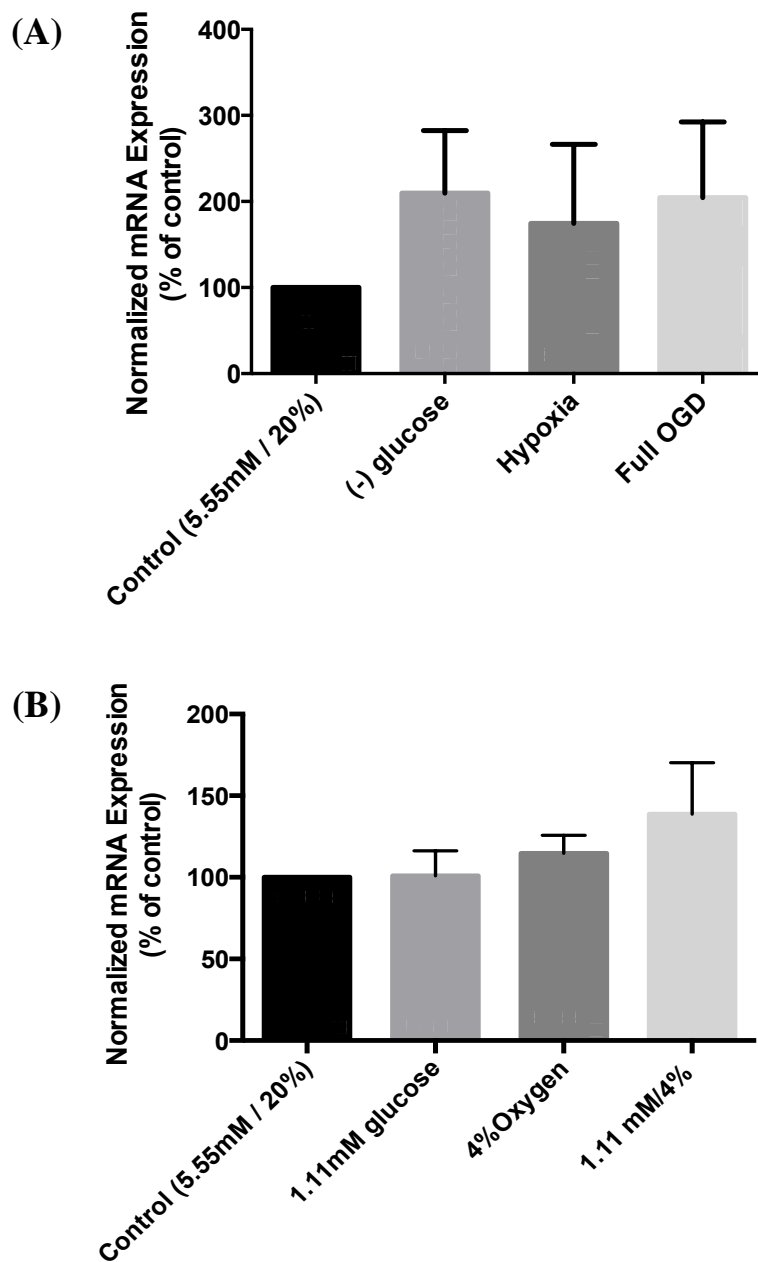 (A)
Normalized mRNA Expression
(% of control)
400
300
200
100
0
Control (5.55mM / 20%)
(-) glucose
Hypoxia
Full OGD
(B)
Normalized mRNA Expression
(% of control)
200
150
100
50
0
Control (5.55mM / 20%)
1.11mM glucose
4%Oxygen
1.11 mM/4%